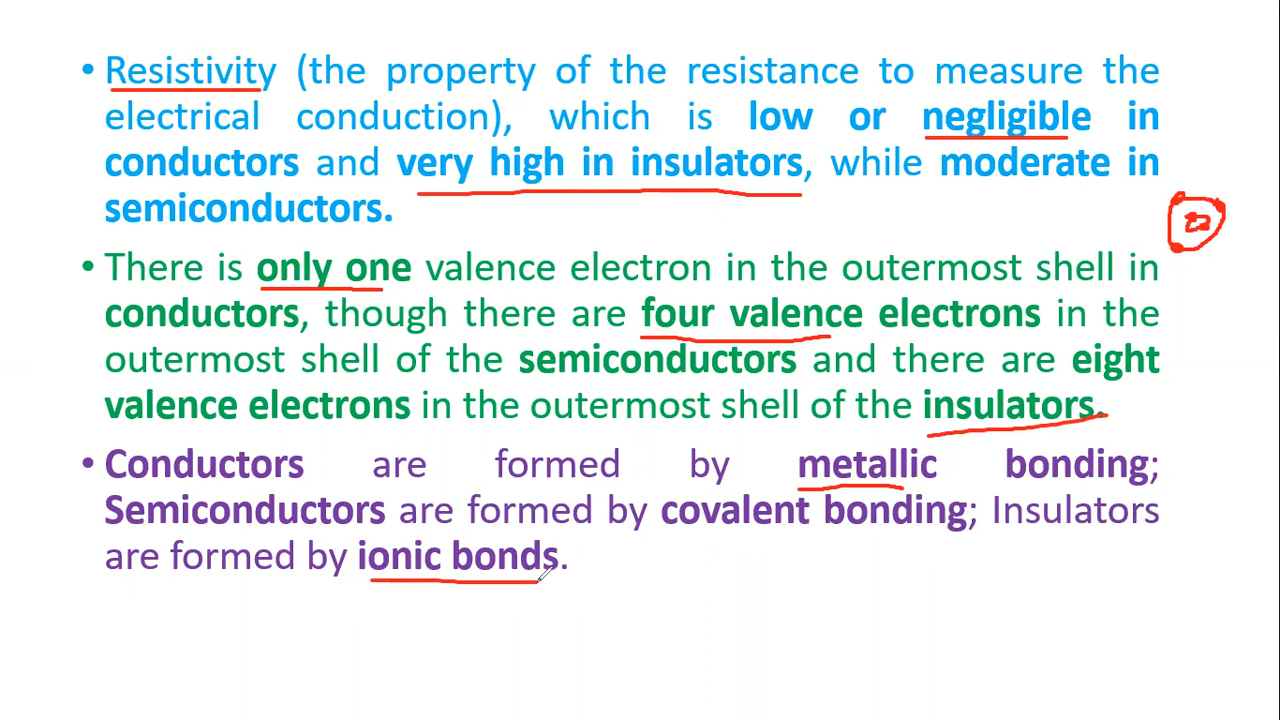 • Resistivity (the property of the resistance to measure the
electrical conduction), which is low or negligible in
conductors and very high in insulators, while moderate in
semiconductors.
• There is only one valence electron in the outermost shell in
conductors, though there are four valence electrons in the
outermost shell of the semiconductors and there are eight
valence electrons in the outermost shell of the insulators.
• Conductors are formed by metallic bonding;
Semiconductors are formed by covalent bonding; Insulators
are formed by ionic bonds.